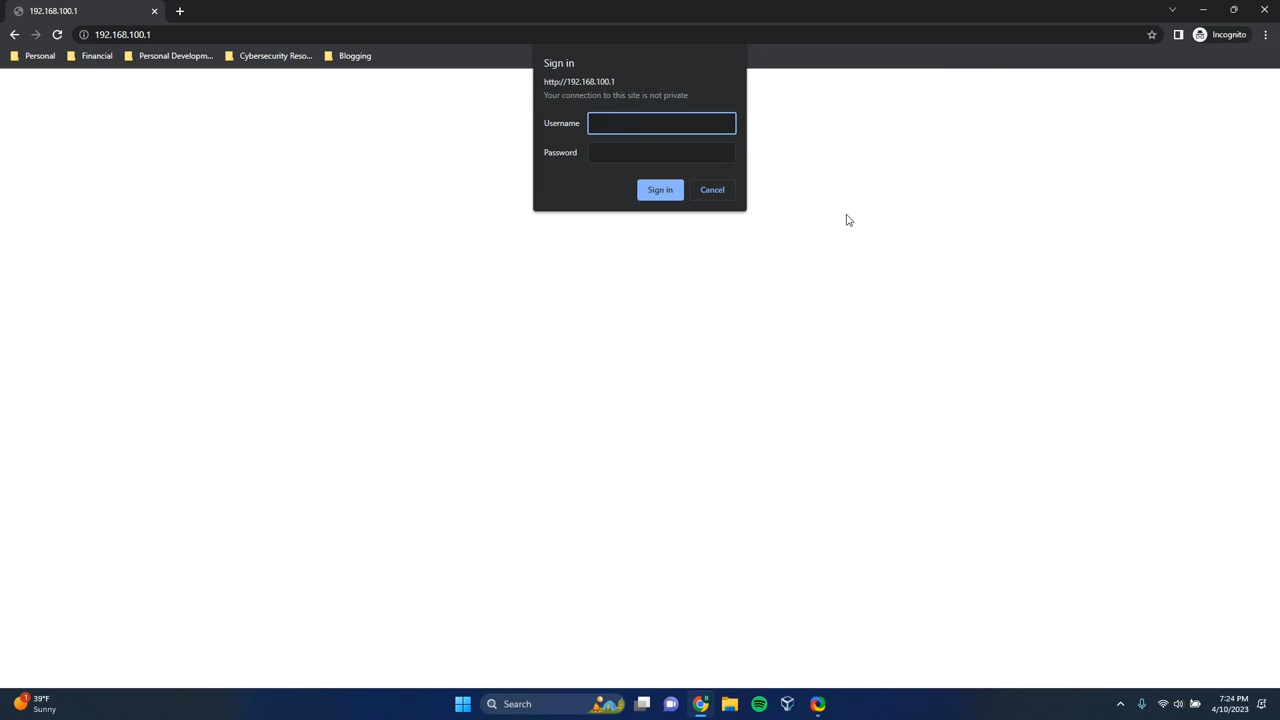 192.168.100.1
192.168.100.1
Incognito
Personal
Financial
Personal Developm...
Cybersecurity Reso...
Blogging
Sign in
http://192.168.100.1
Your connection to this site is not private
Username
Password
Sign in
Cancel
1
39°F
Sunny
Search
7:24 PM
4/10/2023